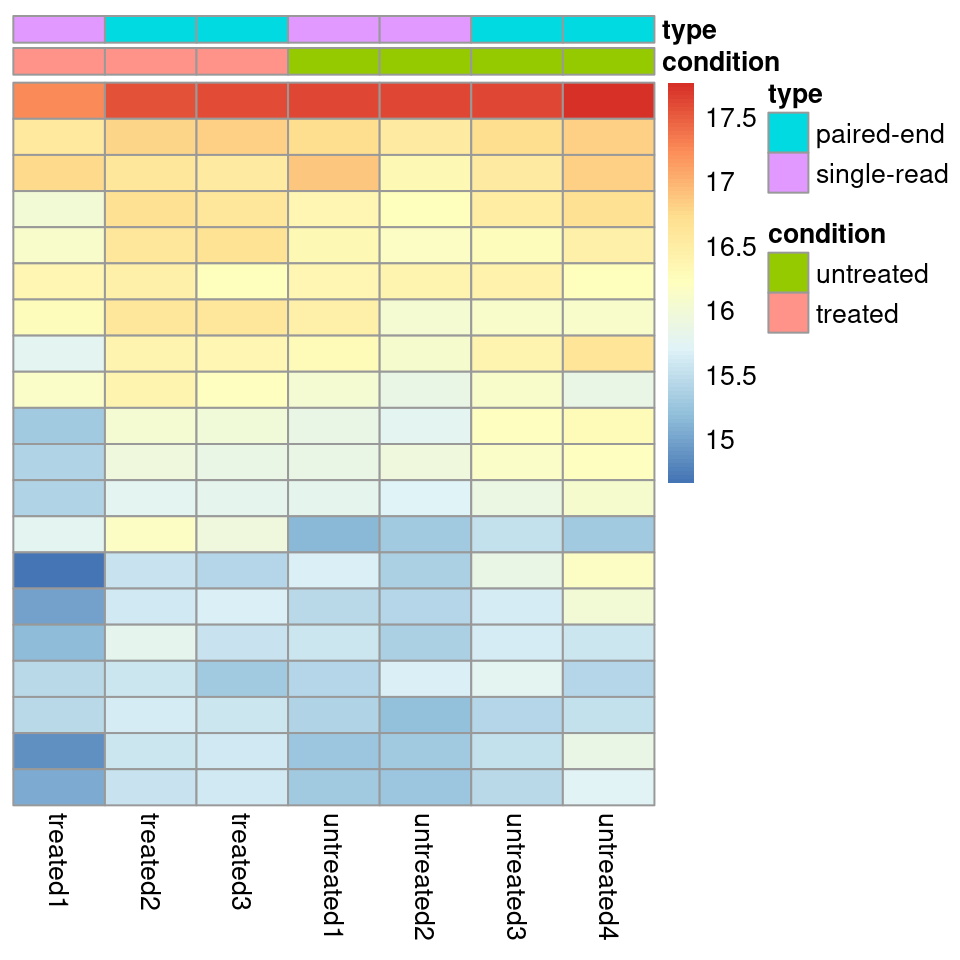 type
condition
17.5
17
16.5
16
15.5
15
type
paired-end
single-read
condition
untreated
treated
treated1
treated2
treated3
untreated1
untreated2
untreated3
untreated4